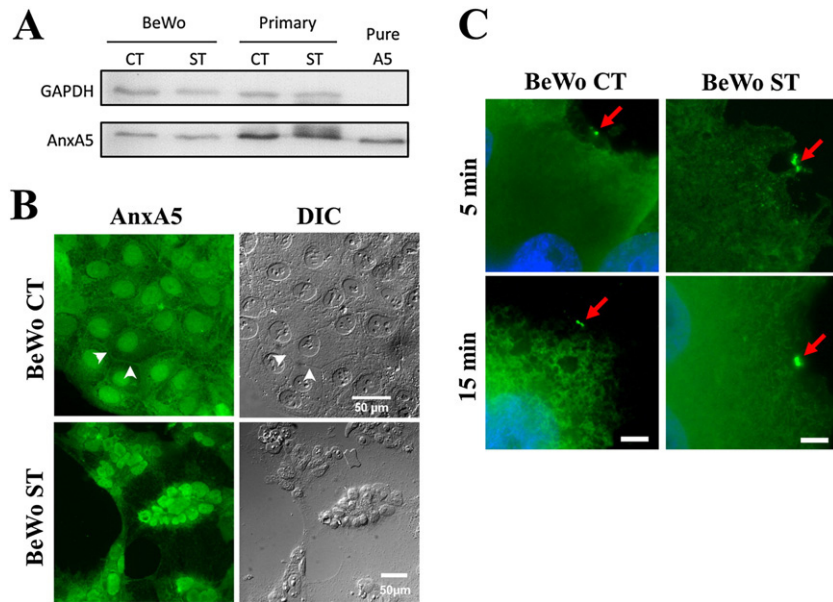 A
BeWo Primary Pure
CT ST CT ST A5
GAPDH
AnxA5
B
AnxA5 DIC
BeWo CT
50 µm
BeWo ST
50µm
C
BeWo CT BeWo ST
5 min
15 min